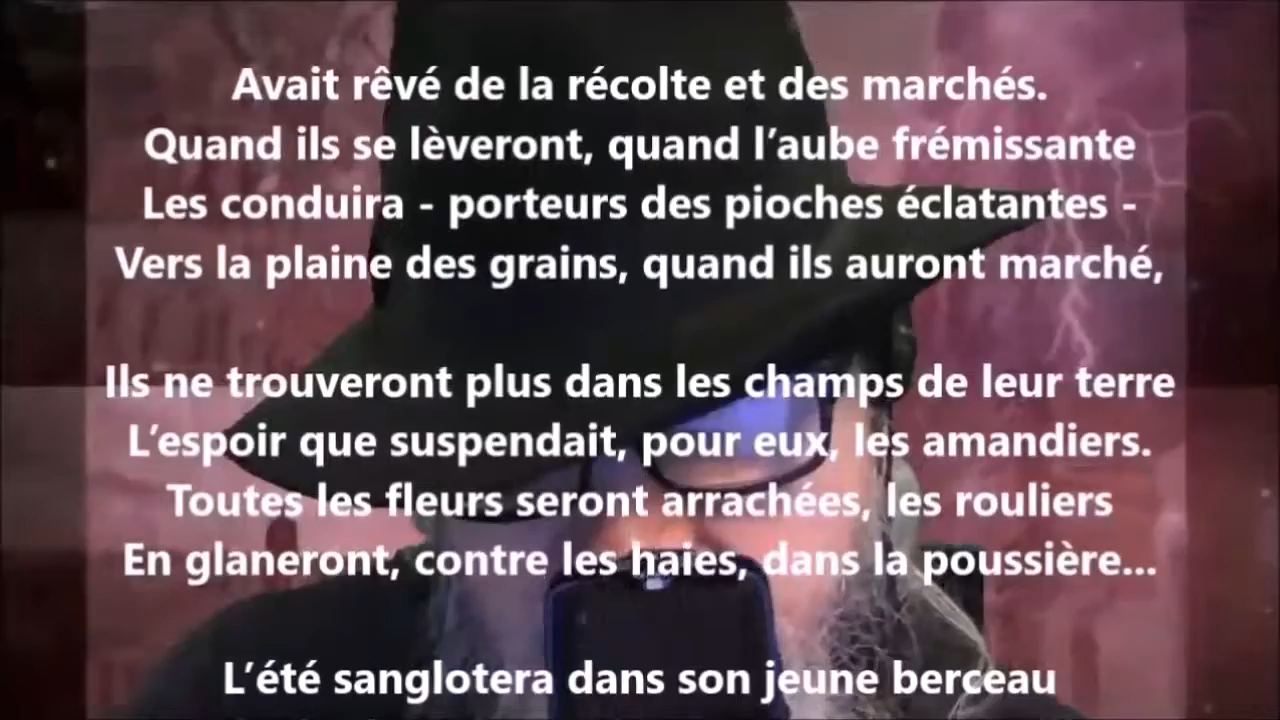 Avait rêvé de la récolte et des marchés.
Quand ils se lèveront, quand l’aube frémissante
Les conduira - porteurs des pioches éclatantes -
Vers la plaine des grains, quand ils auront marché,
Ils ne trouveront plus dans les champs de leur terre
L’espoir que suspendait, pour eux, les amandiers.
Toutes les fleurs seront arrachées, les rouliers
En glaneront, contre les haies, dans la poussière...
L’été sanglotera dans son jeune berceau